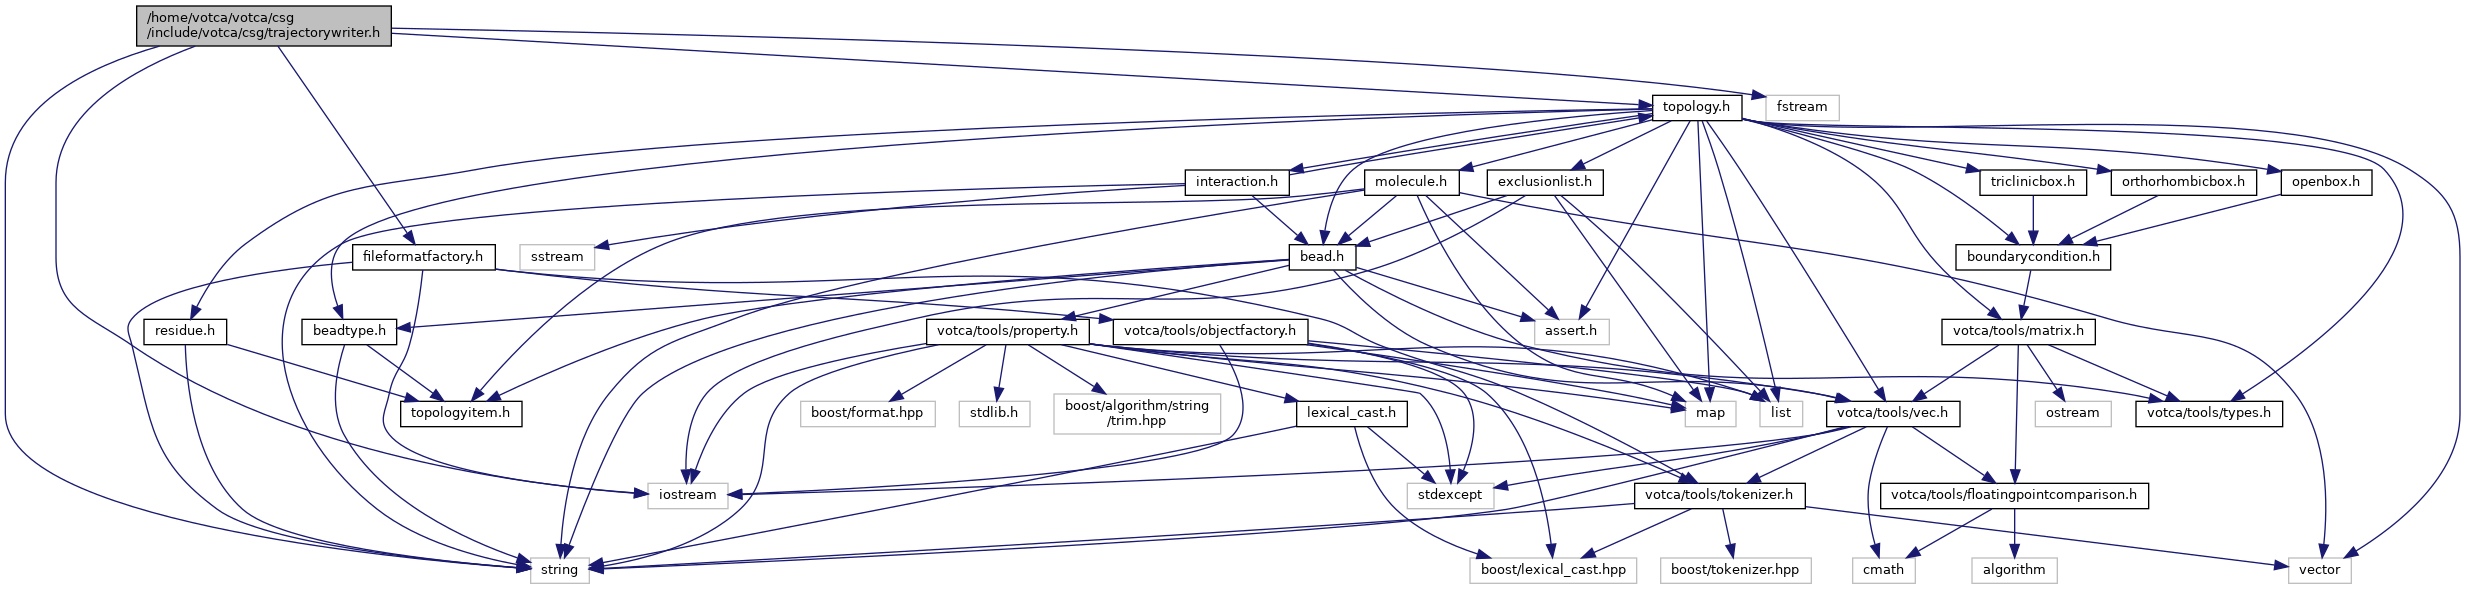 /home/votca/votca/csg
/include/votca/csg/trajectorywriter.h
topology.h
fstream
interaction.h
molecule.h
exclusionlist.h
triclinicbox.h
orthorhombicbox.h
openbox.h
fileformatfactory.h
sstream
bead.h
boundarycondition.h
residue.h
beadtype.h
votca/tools/property.h
votca/tools/objectfactory.h
assert.h
votca/tools/matrix.h
topologyitem.h
boost/format.hpp
stdlib.h
boost/algorithm/string
/trim.hpp
lexical_cast.h
map
list
votca/tools/vec.h
ostream
votca/tools/types.h
iostream
stdexcept
votca/tools/tokenizer.h
votca/tools/floatingpointcomparison.h
string
boost/lexical_cast.hpp
boost/tokenizer.hpp
cmath
algorithm
vector